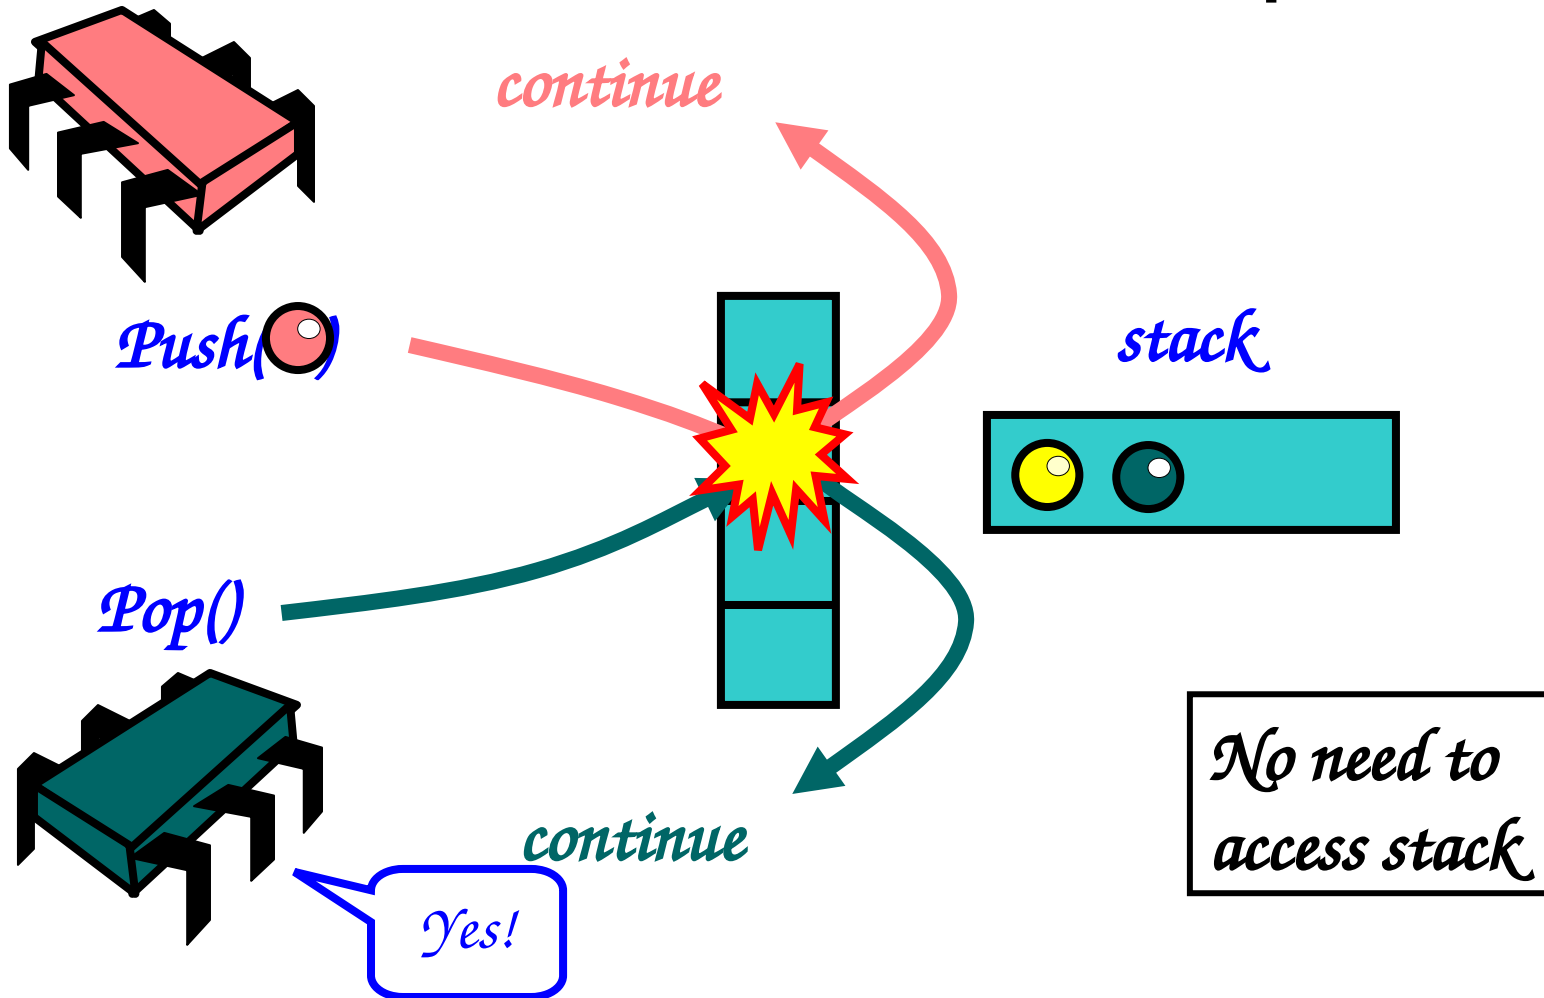 continue
Push( )
stack
Pop()
No need to
access stack
continue
Yes!